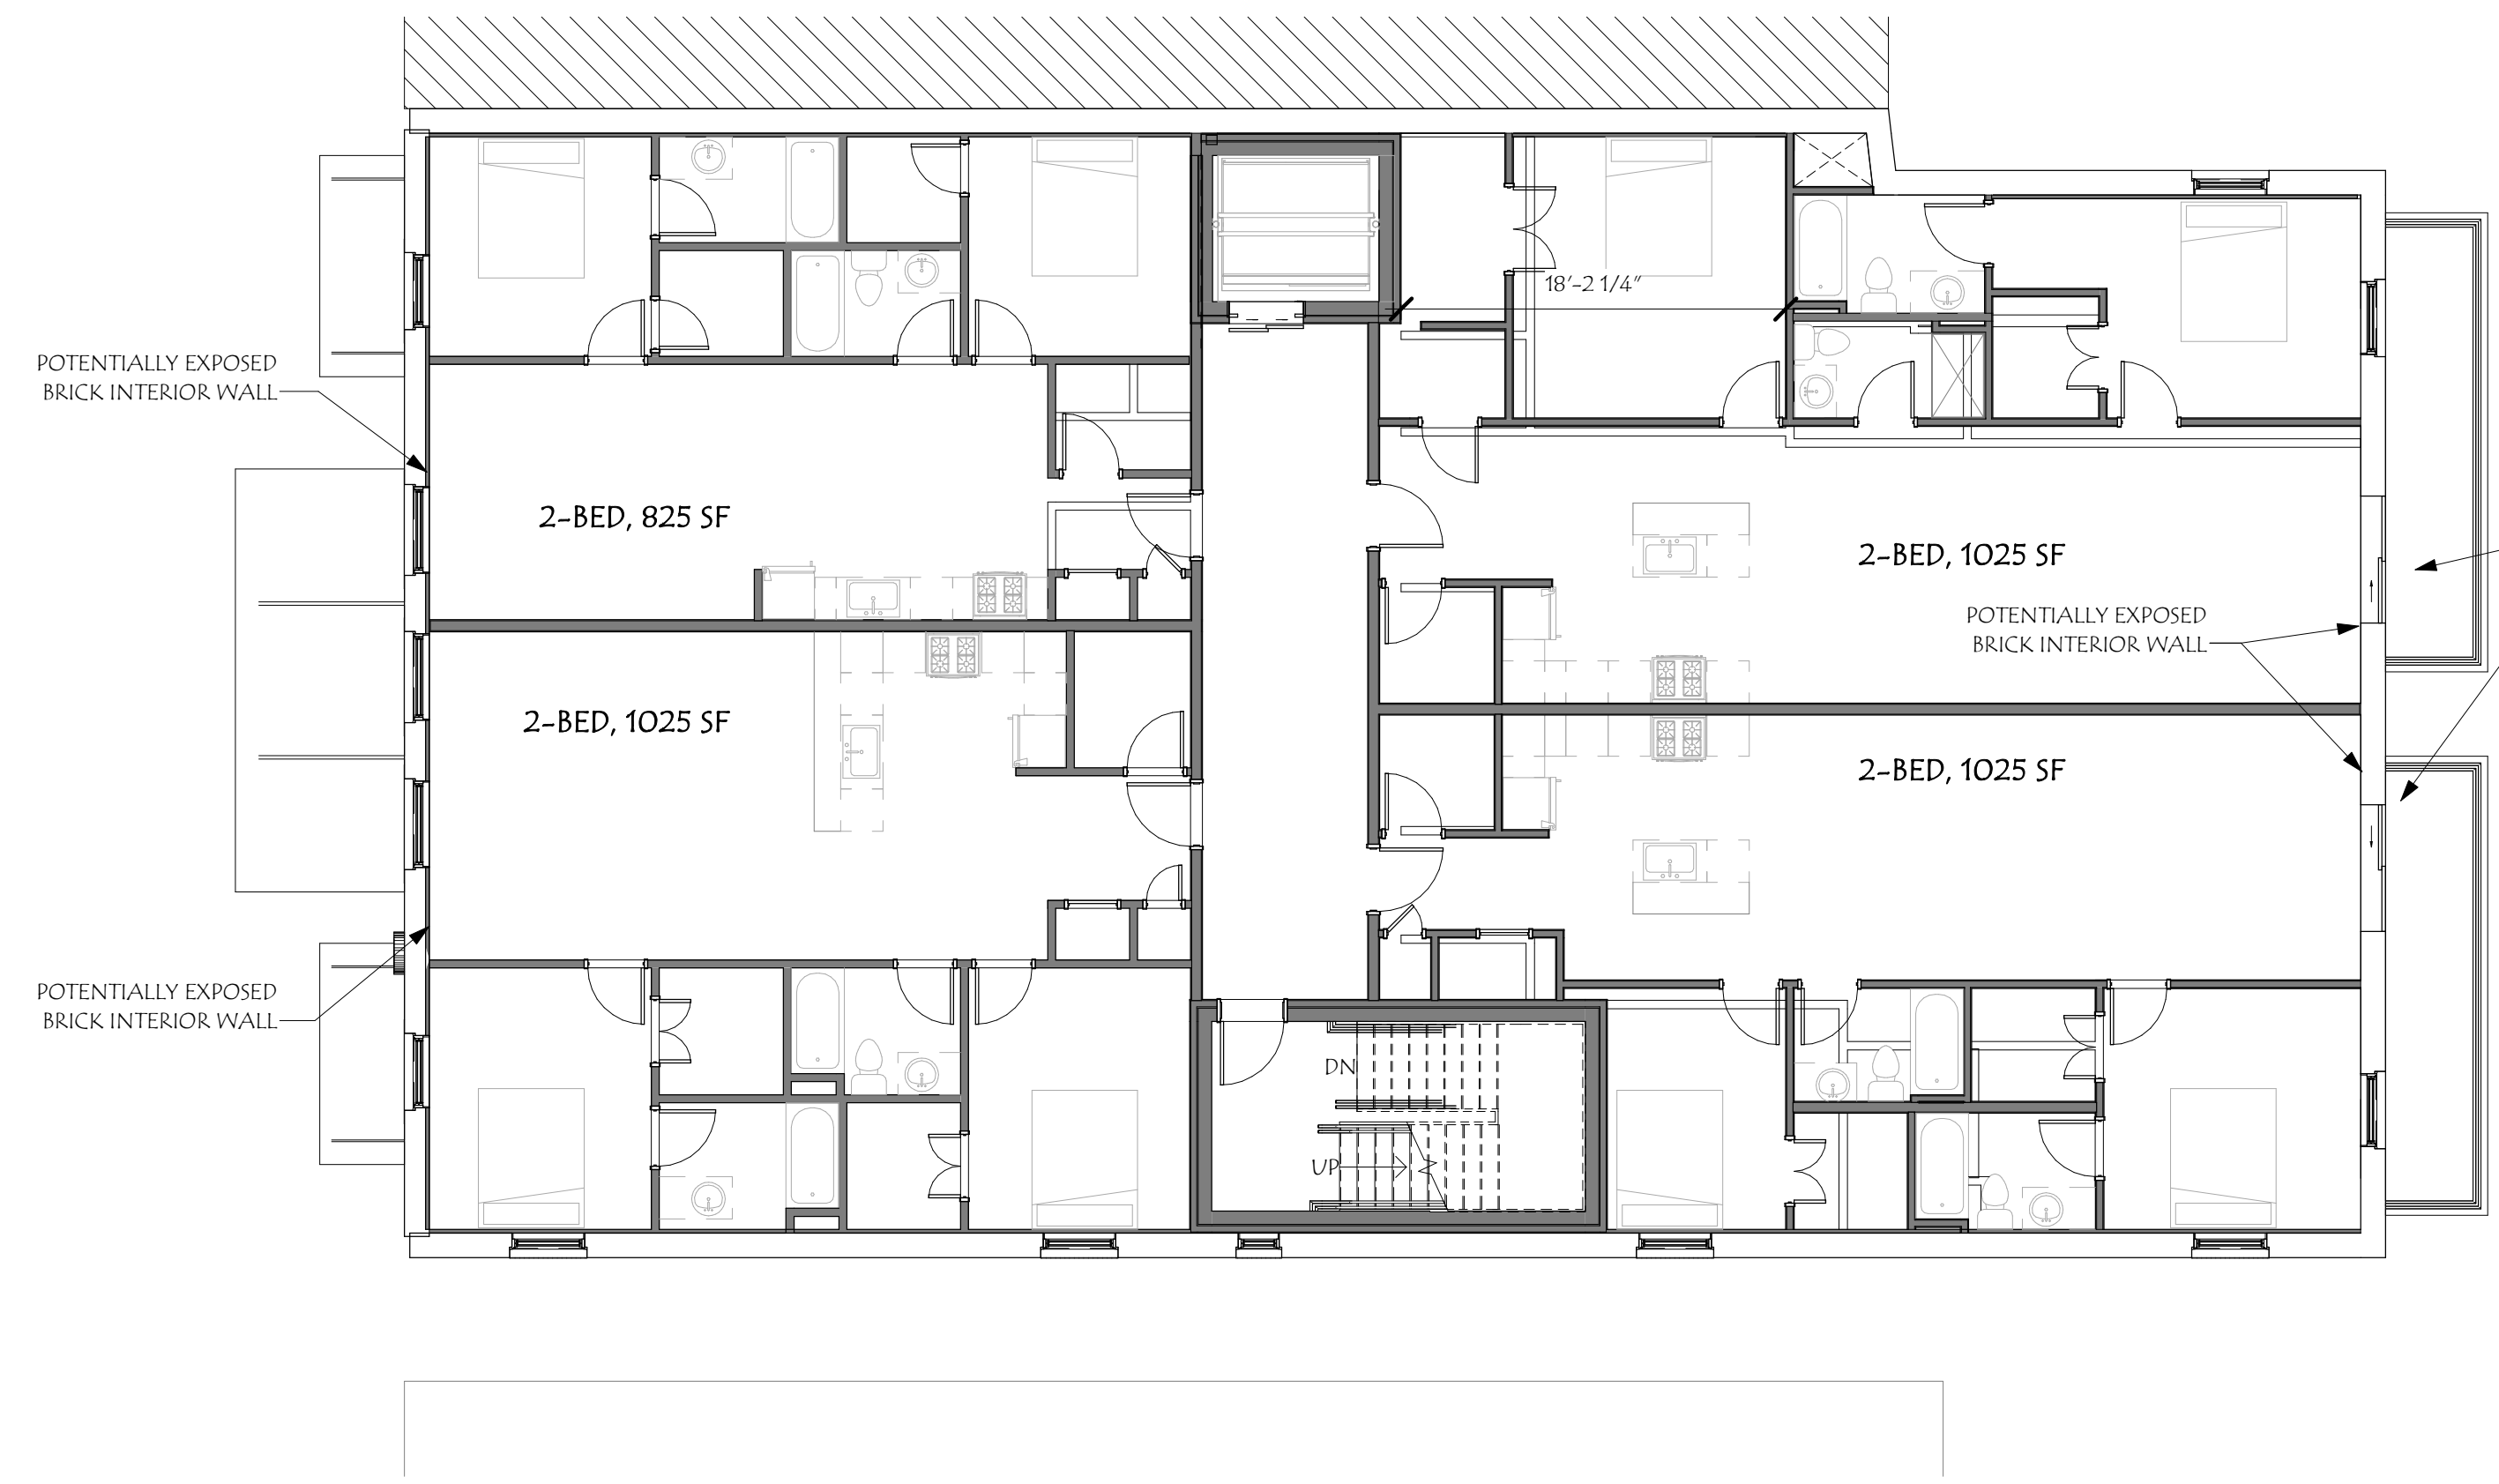 18'-2 1/4"
POTENTIALLY EXPOSED
BRICK INTERIOR WALL
2-BED, 825 SF
2-BED, 1025 SF
POTENTIALLY EXPOSED
BRICK INTERIOR WALL
2-BED, 1025 SF
2-BED, 1025 SF
POTENTIALLY EXPOSED
BRICK INTERIOR WALL
DN
UP